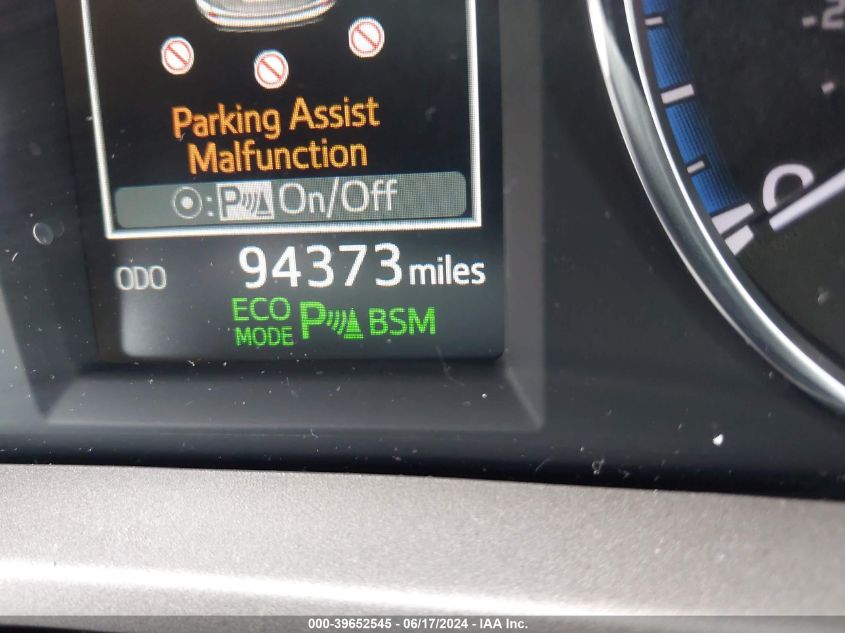 Parking Assist
Malfunction
: P On/Off
ODO 94373 miles
ECO MODE P BSM
000-39652545 - 06/17/2024 - IAA Inc.